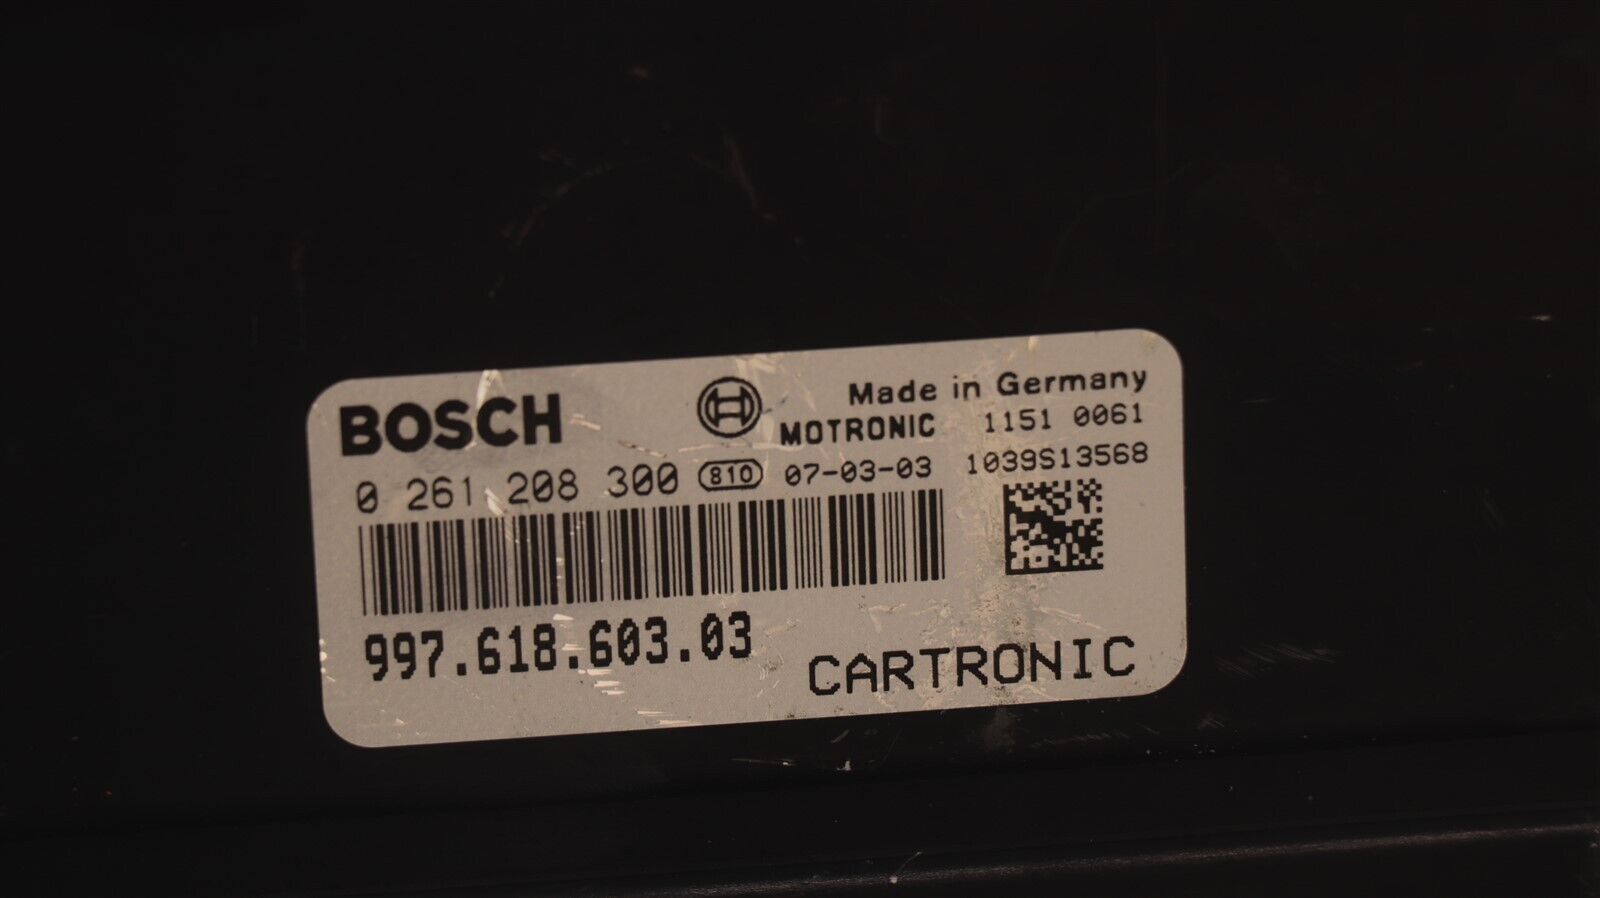 BOSCH
Made in Germany
MOTRONIC 1151 0061
0 261 208 300 810 07-03-03 1039S13568
997.618.603.03
CARTRONIC